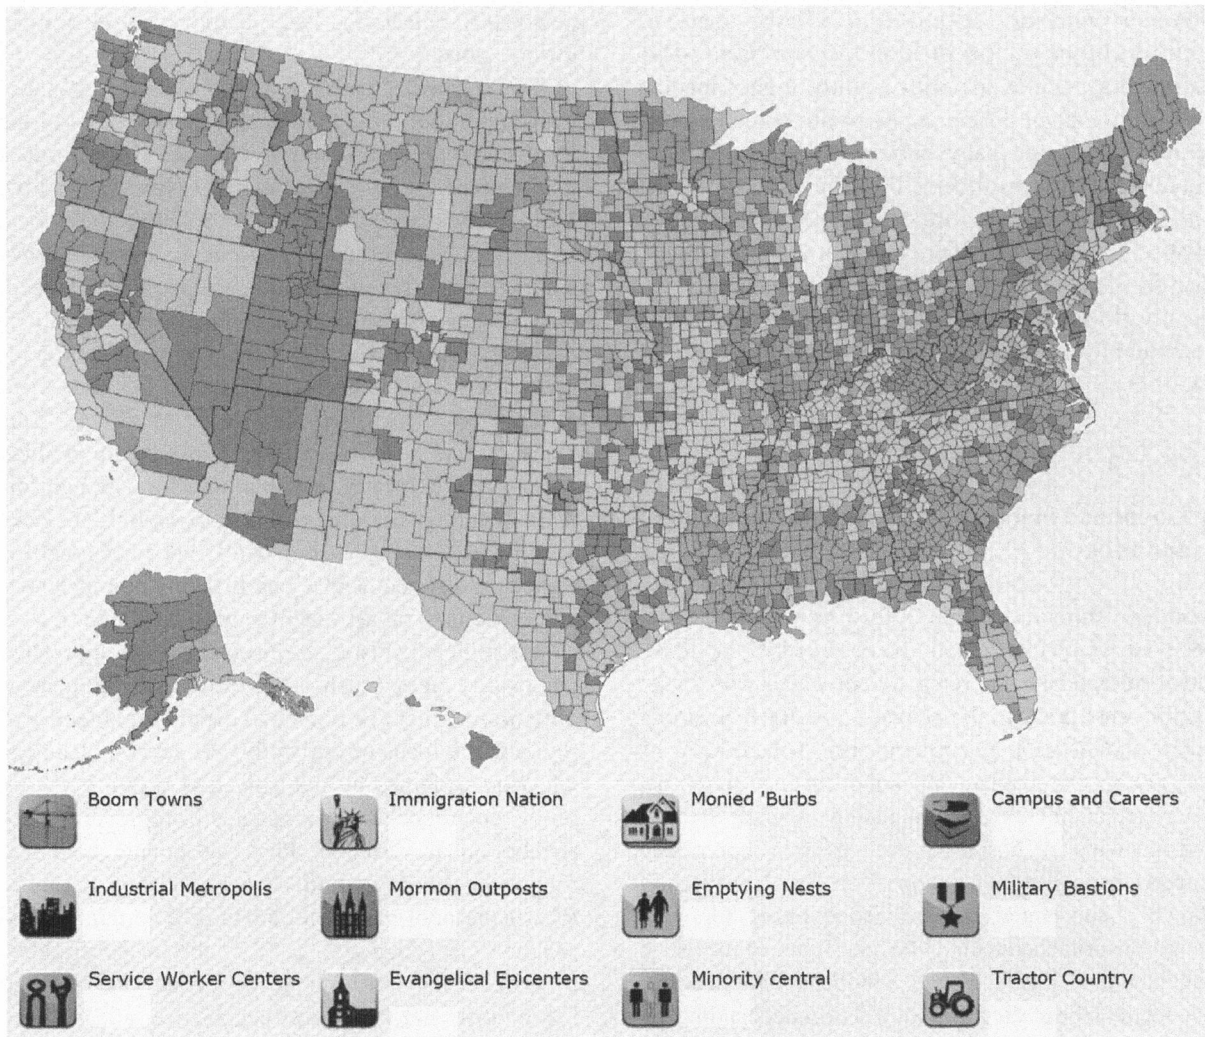 Boom Towns
Immigration Nation
Monied 'Burbs
Campus and Careers
Industrial Metropolis
Mormon Outposts
Emptying Nests
Military Bastions
Service Worker Centers
Evangelical Epicenters
Minority central
Tractor Country